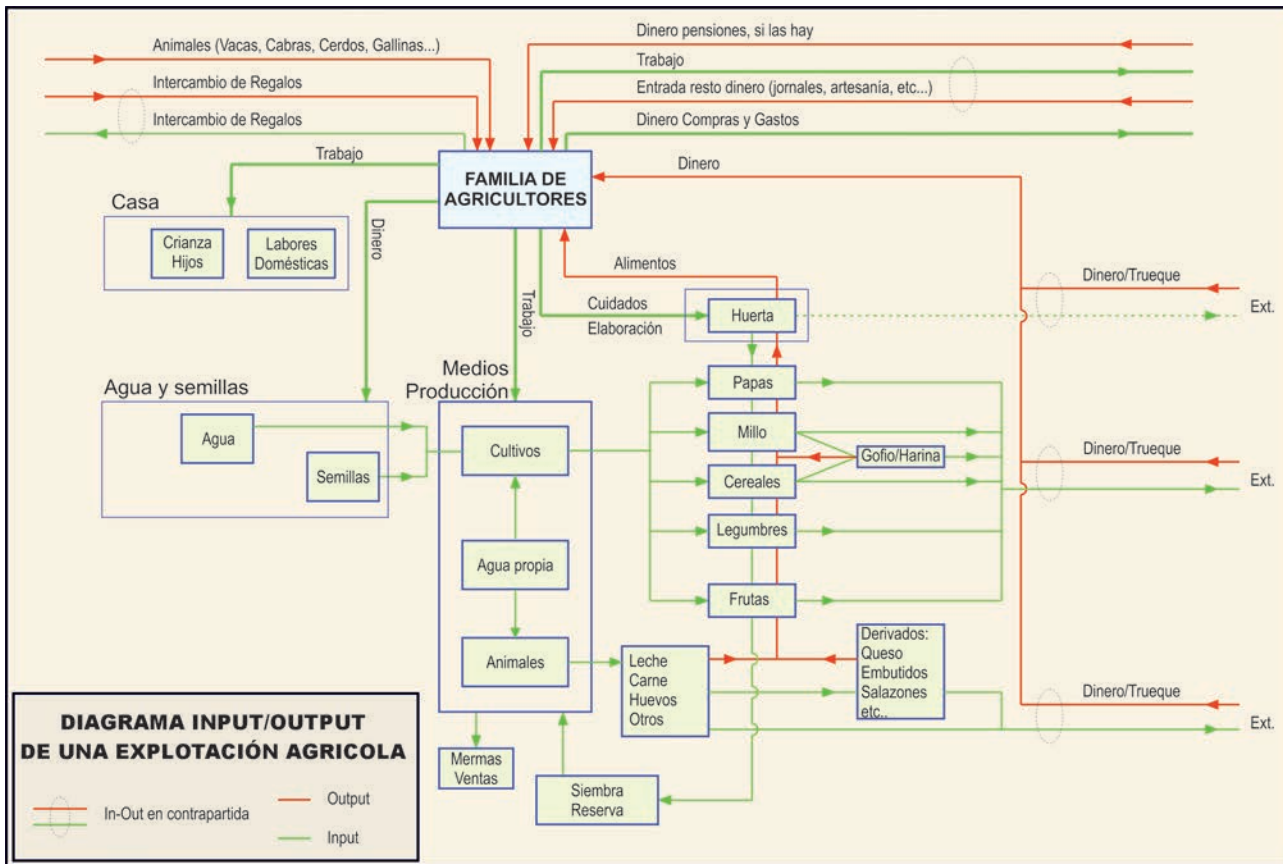 Animales (Vacas, Cabras, Cerdos, Gallinas...)
Intercambio de Regalos
Intercambio de Regalos
Dinero pensiones, si las hay
Trabajo
Entrada resto dinero (jornales, artesanía, etc...)
Dinero Compras y Gastos
Trabajo
FAMILIA DE
AGRICULTORES
Dinero
Casa
Crianza
Hijos
Labores
Domésticas
Dinero
Trabajo
Alimentos
Cuidados
Elaboración
Huerta
Dinero/Trueque
Ext.
Agua y semillas
Agua
Semillas
Medios
Producción
Cultivos
Agua propia
Animales
Papas
Millo
Cereales
Legumbres
Frutas
Gofio/Harina
Dinero/Trueque
Ext.
Leche
Carne
Huevos
Otros
Derivados:
Queso
Embutidos
Salazones
etc..
Dinero/Trueque
Ext.
Mermas
Ventas
Siembra
Reserva
DIAGRAMA INPUT/OUTPUT
DE UNA EXPLOTACIÓN AGRICOLA
In-Out en contrapartida
Output
Input